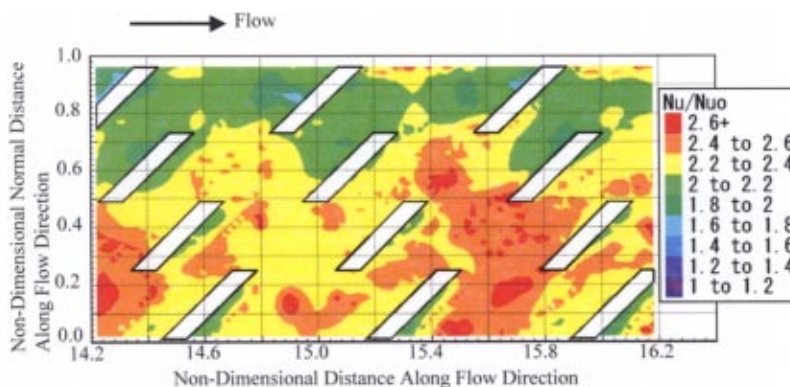 Flow
Non-Dimensional Normal Distance
Along Flow Direction
1.0
0.8
0.6
0.4
0.2
0.0
14.2
14.6
15.0
15.4
15.8
16.2
Non-Dimensional Distance Along Flow Direction
Nu/Nuo
2.6+
2.4 to 2.6
2.2 to 2.4
2 to 2.2
1.8 to 2
1.6 to 1.8
1.4 to 1.6
1.2 to 1.4
1 to 1.2